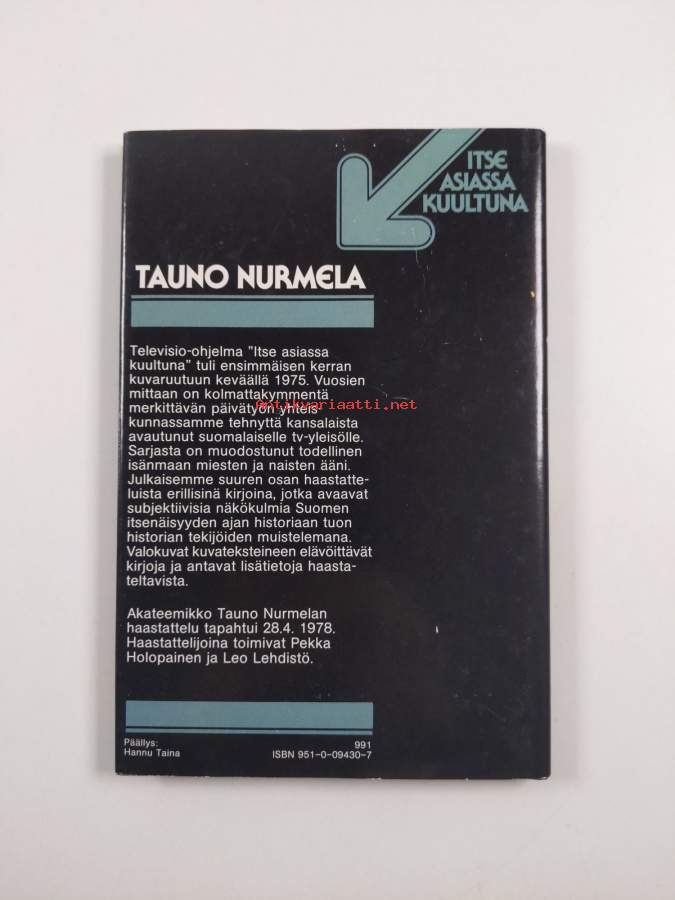 ITSE
ASIASSA
KUULTUNA
TAUNO NURMELA
Televisio-ohjelma ”Itse asiassa
kuultuna” tuli ensimmäisen kerran
kuvaruutuun keväällä 1975. Vuosien
mittaan on kolmattakymmentä
merkittävän päivätyön yhteis-
antikvariaatti.net
kunnassamme tehnyttä kansalaista
avautunut suomalaiselle tv-yleisölle.
Sarjasta on muodostunut todellinen
isänmaan miesten ja naisten ääni.
Julkaisemme suuren osan haastatte-
luista erillisinä kirjoina, jotka avaavat
subjektiivisia näkökulmia Suomen
itsenäisyyden ajan historiaan tuon
historian tekijöiden muistelemana.
Valokuvat kuvateksteineen elävöittävät
kirjoja ja antavat lisätietoja haasta-
teltavista.
Akateemikko Tauno Nurmelan
haastattelu tapahtui 28.4. 1978.
Haastattelijoina toimivat Pekka
Holopainen ja Leo Lehdistö.
Päällys:
Hannu Taina
991
ISBN 951-0-09430-7